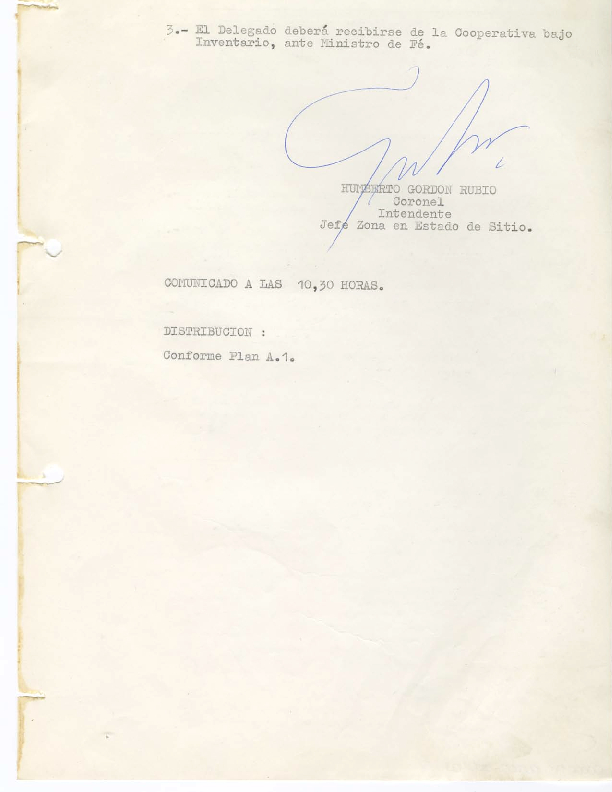 3.- El Delegado deberá recibirse de la Cooperativa bajo
Inventario, ante Ministro de Fé.
HUMBERTO GORDON RUBIO
Coronel
Intendente
Jefe Zona en Estado de Sitio.
COMUNICADO A LAS 10,30 HORAS.
DISTRIBUCION :
Conforme Plan A.1.